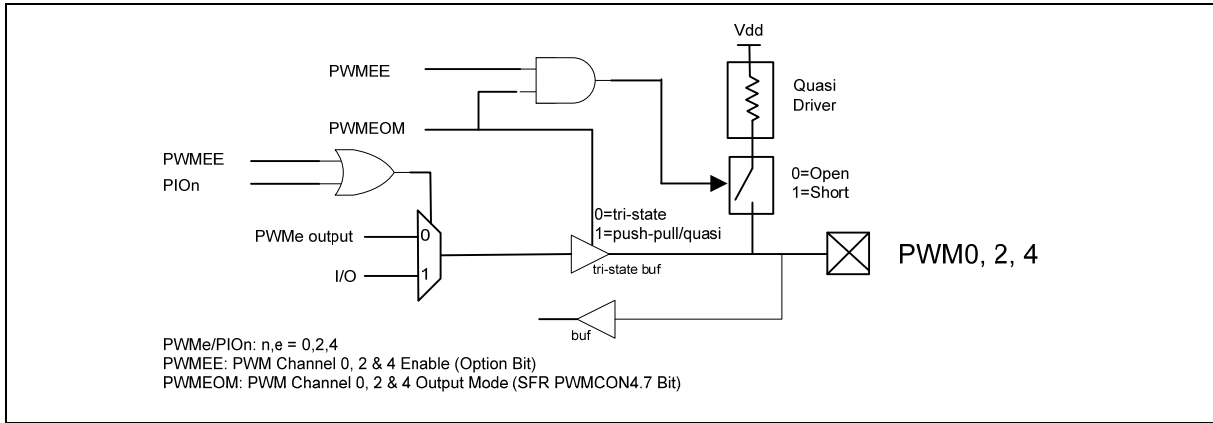 Vdd
PWMEE
Quasi
Driver
PWMEOM
PWMEE
PIOn
0=Open
1=Short
0=tri-state
1=push-pull/quasi
PWMe output
0
I/O
1
tri-state buf
PWM0, 2, 4
buf
PWMe/PIOn: n,e = 0,2,4
PWMEE: PWM Channel 0, 2 & 4 Enable (Option Bit)
PWMEOM: PWM Channel 0, 2 & 4 Output Mode (SFR PWMCON4.7 Bit)